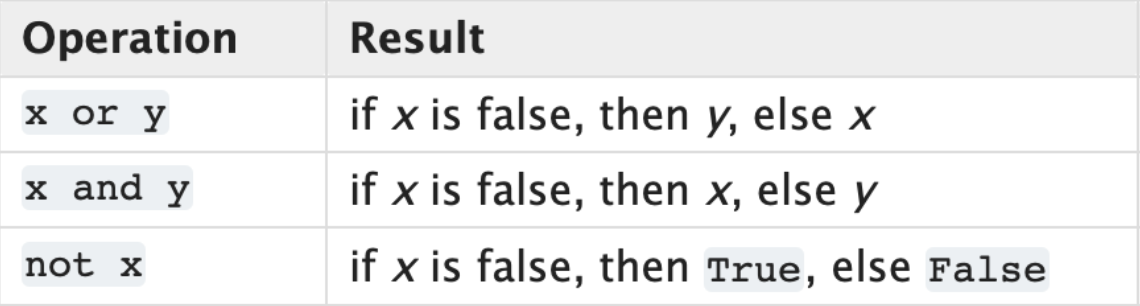 Operation Result
x or y if x is false, then y, else x
x and y if x is false, then x, else y
not x if x is false, then True, else False